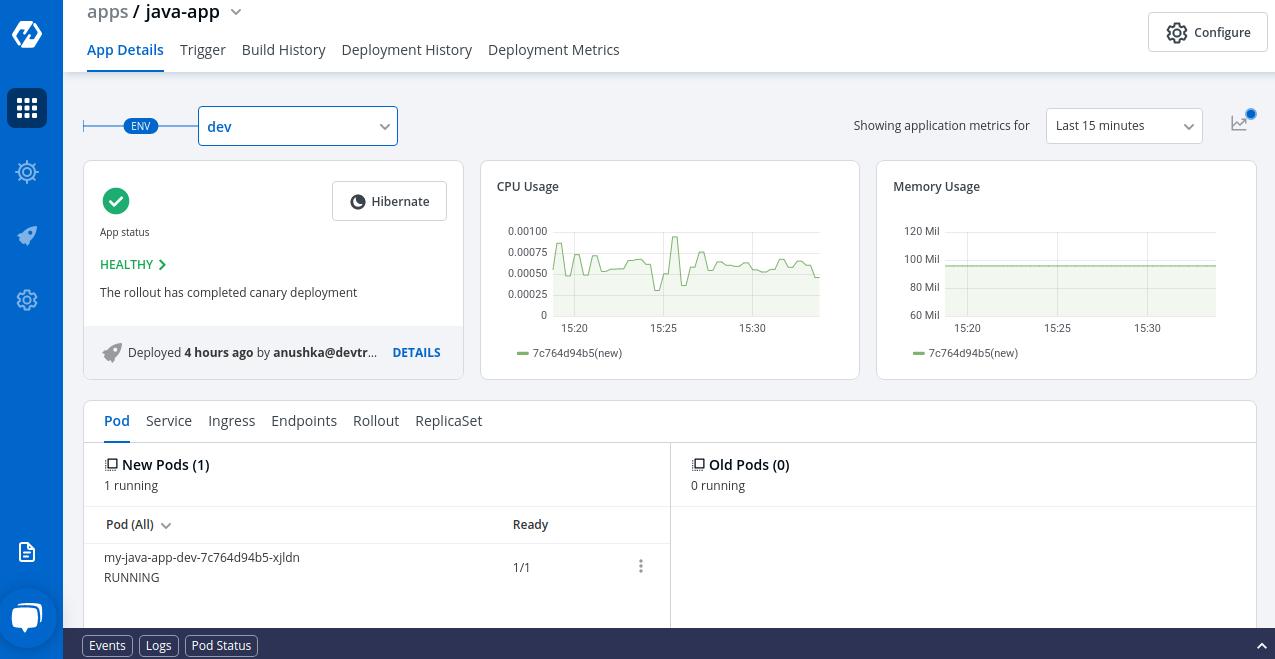 apps / java-app
App Details Trigger Build History Deployment History Deployment Metrics
Configure
ENV
dev
Showing application metrics for
Last 15 minutes
Hibernate
App status
HEALTHY
The rollout has completed canary deployment
Deployed 4 hours ago by anushka@devtr... DETAILS
CPU Usage
0.00100
0.00075
0.00050
0.00025
0
15:20 15:25 15:30
7c764d94b5(new)
Memory Usage
120 Mil
100 Mil
80 Mil
60 Mil
15:20 15:25 15:30
7c764d94b5(new)
Pod Service Ingress Endpoints Rollout ReplicaSet
New Pods (1)
1 running
Old Pods (0)
0 running
Pod (All) Ready
my-java-app-dev-7c764d94b5-xjldn
RUNNING
1/1
Events Logs Pod Status